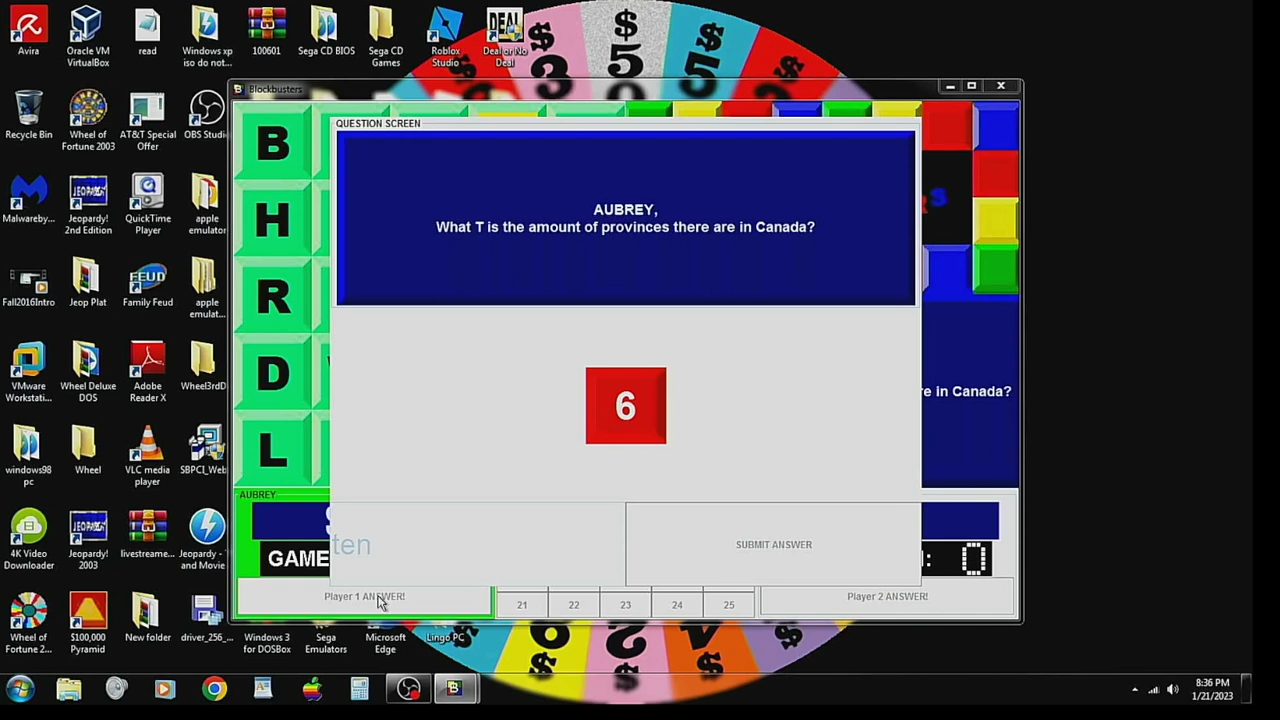 Avira
Oracle VM
VirtualBox
read
Windows xp
iso do not...
100601
Sega CD BIOS
Sega CD
Games
Roblox
Studio
DEAL
Deal or No
Deal
$
3
$
5
$
5
$
Blockbusters
Recycle Bin
Wheel of
Fortune 2003
AT&T Special
Offer
OBS Studi
B
H
R
D
L
QUESTION SCREEN
AUBREY,
What T is the amount of provinces there are in Canada?
6
ten
SUBMIT ANSWER
re in Canada?
Malwareby...
JEOPARDY!
Jeopardy!
2nd Edition
QuickTime
Player
apple
emulator
Fall2016Intro
Jeop Plat
FEUD
Family Feud
apple
emulat...
VMware
Workstati...
Wheel Deluxe
DOS
Adobe
Reader X
Wheel3rdD
windows98
pc
Wheel
VLC media
player
SBPCI_Web
AUBREY
GAME
: 0
Player 1 ANSWER!
21
22
23
24
25
Player 2 ANSWER!
4K Video
Downloader
JEOPARDY!
Jeopardy!
2003
livestreame...
Jeopardy - T
and Movie
Wheel of
Fortune 2...
$100,000
Pyramid
New folder
driver_256_...
Windows 3
for DOSBox
Sega
Emulators
Microsoft
Edge
Lingo PC
8:36 PM
1/21/2023